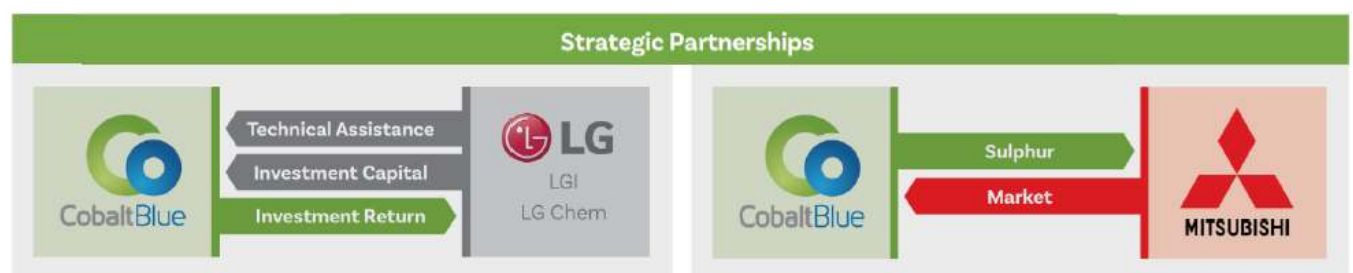 Strategic Partnerships
CobaltBlue
Technical Assistance
Investment Capital
Investment Return
LG
LGI
LG Chem
CobaltBlue
Sulphur
Market
MITSUBISHI